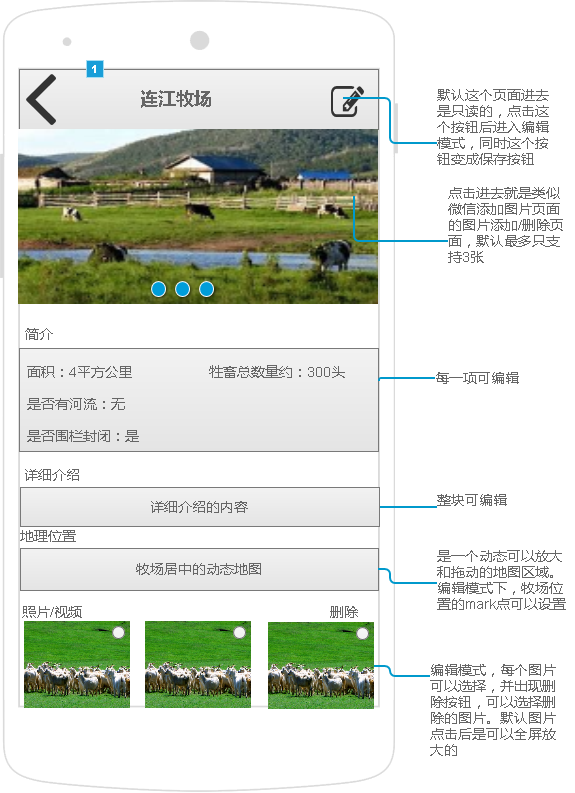 1
连江牧场
默认这个页面进去
是只读的，点击这
个按钮后进入编辑
模式，同时这个按
钮变成保存按钮
点击进去就是类似
微信添加图片页面
的图片添加/删除页
面，默认最多只支
持3张
简介
面积：4平方公里 牲畜总数量约：300头
是否有河流：无
是否围栏封闭：是
每一项可编辑
详细介绍
详细介绍的内容
整块可编辑
地理位置
牧场居中的动态地图
是一个动态可以放大
和拖动的地图区域。
编辑模式下，牧场位
置的mark点可以设置
照片/视频 删除
编辑模式，每个图片
可以选择，并出现删
除按钮，可以选择删
除的图片。默认图片
点击后是可以全屏放
大的